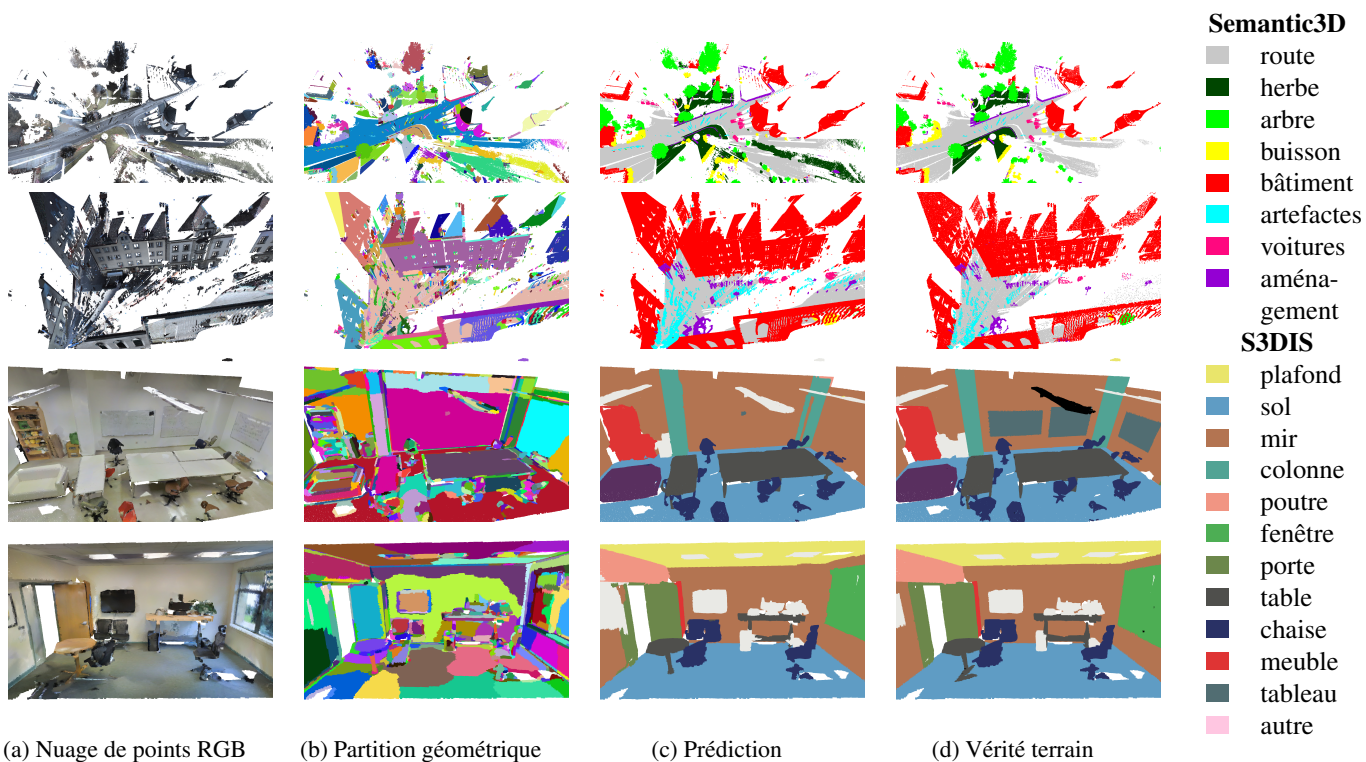 Semantic3D
route
herbe
arbre
buisson
bâtiment
artefactes
voitures
aména-
gement
S3DIS
plafond
sol
mir
colonne
poutre
fenêtre
porte
table
chaise
meuble
tableau
autre
(a) Nuage de points RGB
(b) Partition géométrique
(c) Prédiction
(d) Vérité terrain